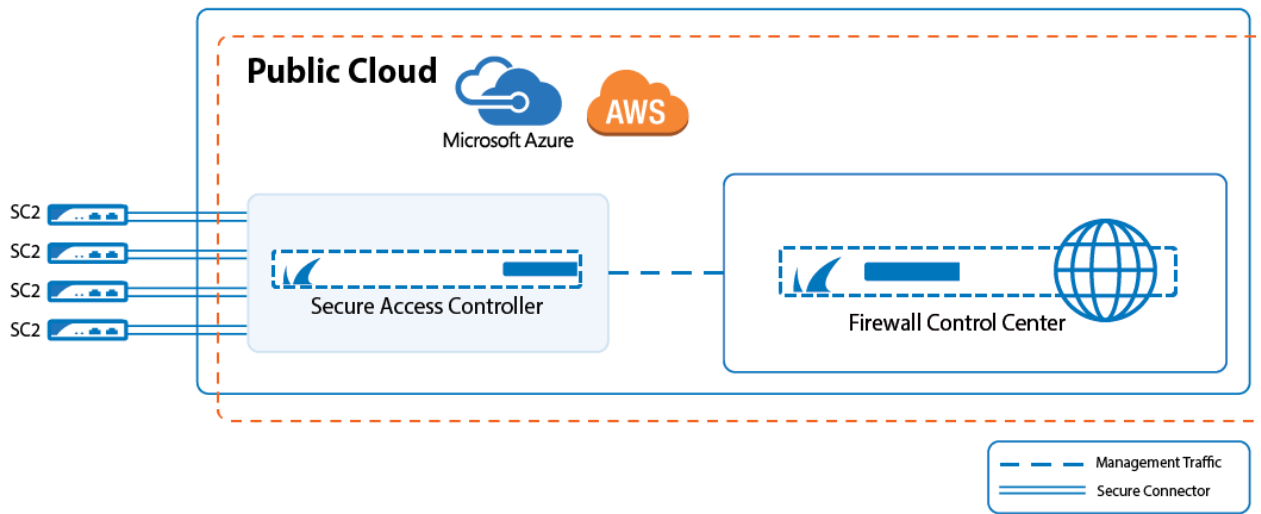 Public Cloud
Microsoft Azure
AWS
SC2
SC2
SC2
SC2
Secure Access Controller
Firewall Control Center
Management Traffic
Secure Connector